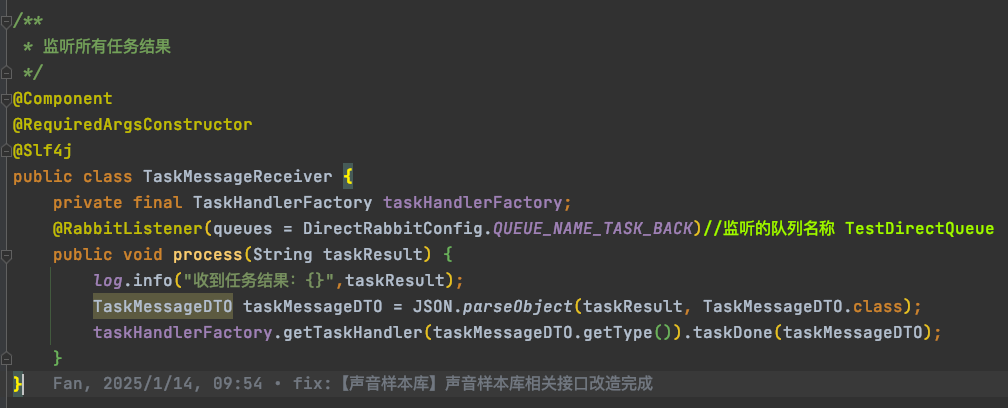 /**
 * 监听所有任务结果
 */
@Component
@RequiredArgsConstructor
@Slf4j
public class TaskMessageReceiver {
    private final TaskHandlerFactory taskHandlerFactory;
    @RabbitListener(queues = DirectRabbitConfig.QUEUE_NAME_TASK_BACK)//监听的队列名称 TestDirectQueue
    public void process(String taskResult) {
        log.info("收到任务结果：{}",taskResult);
        TaskMessageDTO taskMessageDTO = JSON.parseObject(taskResult, TaskMessageDTO.class);
        taskHandlerFactory.getTaskHandler(taskMessageDTO.getType()).taskDone(taskMessageDTO);
    }
}   Fan, 2025/1/14, 09:54 • fix:【声音样本库】声音样本库相关接口改造完成